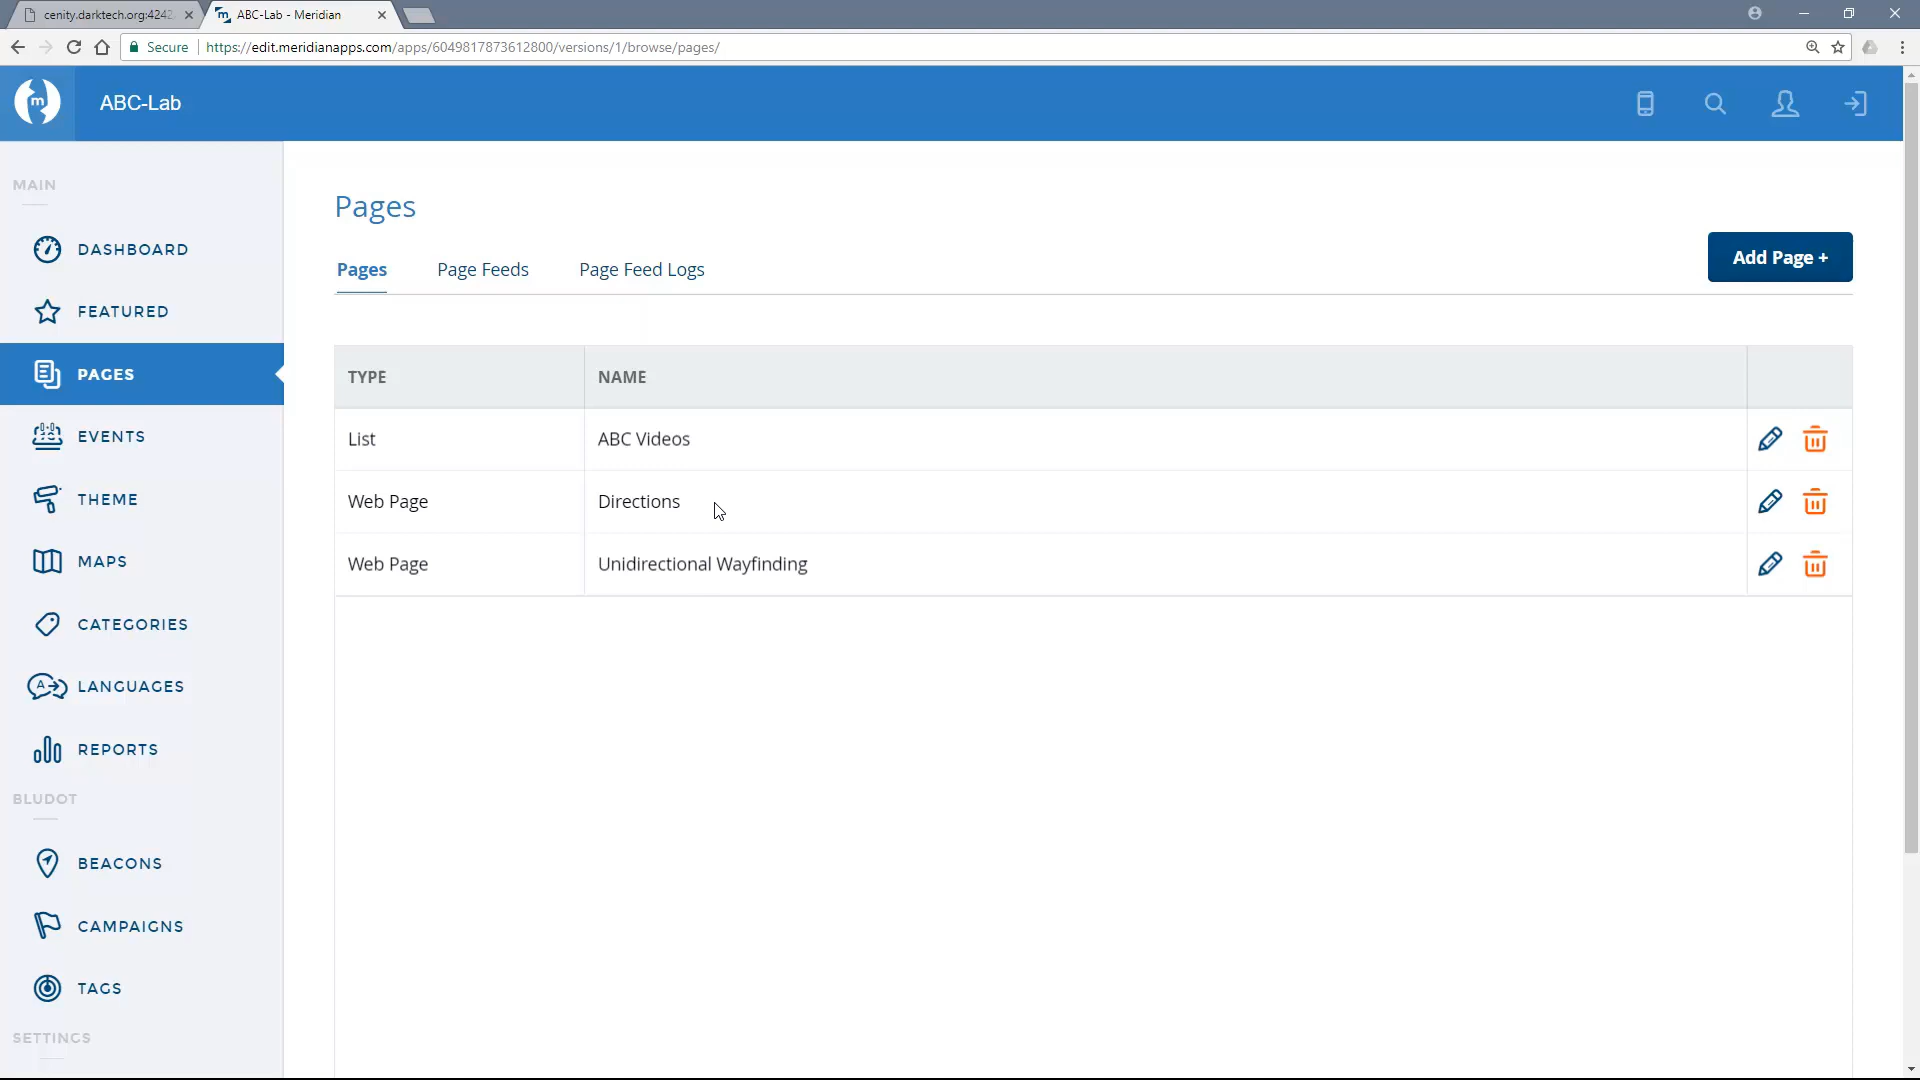 cenity.darktech.org:4242
ABC-Lab - Meridian
Secure
https://edit.meridianapps.com/apps/6049817873612800/versions/1/browse/pages/
m
ABC-Lab
MAIN
DASHBOARD
FEATURED
PAGES
EVENTS
THEME
MAPS
CATEGORIES
A
LANGUAGES
REPORTS
BLUDOT
BEACONS
CAMPAIGNS
TAGS
SETTINGS
Pages
Pages Page Feeds Page Feed Logs
Add Page +
TYPE NAME
List ABC Videos
Web Page Directions
Web Page Unidirectional Wayfinding